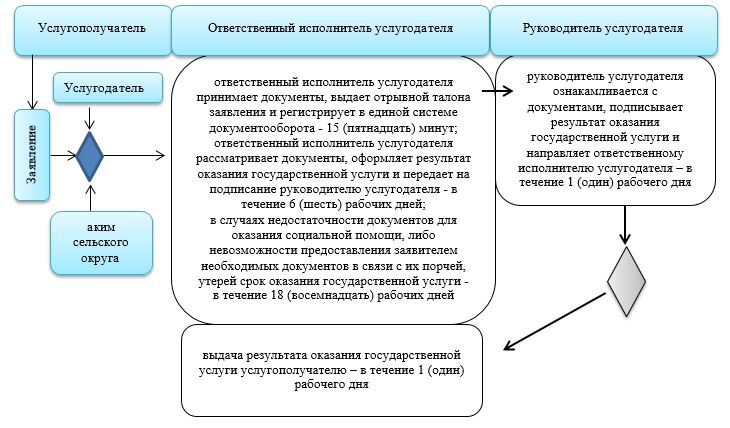 Услугополучатель
Ответственный исполнитель услугодателя
Руководитель услугодателя
Услугодатель
Заявление
аким
сельского
округа
ответственный исполнитель услугодателя
принимает документы, выдает отрывной талона
заявления и регистрирует в единой системе
документооборота - 15 (пятнадцать) минут;
ответственный исполнитель услугодателя
рассматривает документы, оформляет результат
оказания государственной услуги и передает на
подписание руководителю услугодателя - в
течение 6 (шесть) рабочих дней;
в случаях недостаточности документов для
оказания социальной помощи, либо
невозможности предоставления заявителем
необходимых документов в связи с их порчей,
утерей срок оказания государственной услуги -
в течение 18 (восемнадцать) рабочих дней
руководитель услугодателя
ознакамливается с
документами, подписывает
результат оказания
государственной услуги и
направляет ответственному
исполнителю услугодателя – в
течение 1 (один) рабочего дня
выдача результата оказания государственной
услуги услугополучателю – в течение 1 (один)
рабочего дня